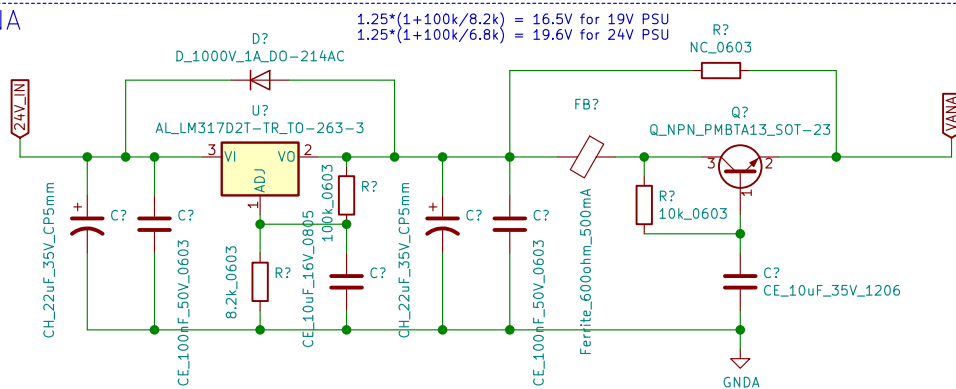 NA
1.25*(1+100k/8.2k) = 16.5V for 19V PSU
1.25*(1+100k/6.8k) = 19.6V for 24V PSU
D?
D_1000V_1A_DO-214AC
R?
NC_0603
24V_IN
U?
AL_LM317D2T-TR_TO-263-3
FB?
Q?
Q_NPN_PMBTA13_SOT-23
VANA
3
VI
VO
2
ADJ
1
R?
100k_0603
3
2
1
+
C?
CH_22uF_35V_CP5mm
C?
CE_100nF_50V_0603
R?
8.2k_0603
C?
CE_10uF_16V_0805
+
C?
CH_22uF_35V_CP5mm
C?
CE_100nF_50V_0603
Ferrite_600ohm_500mA
R?
10k_0603
C?
CE_10uF_35V_1206
GNDA